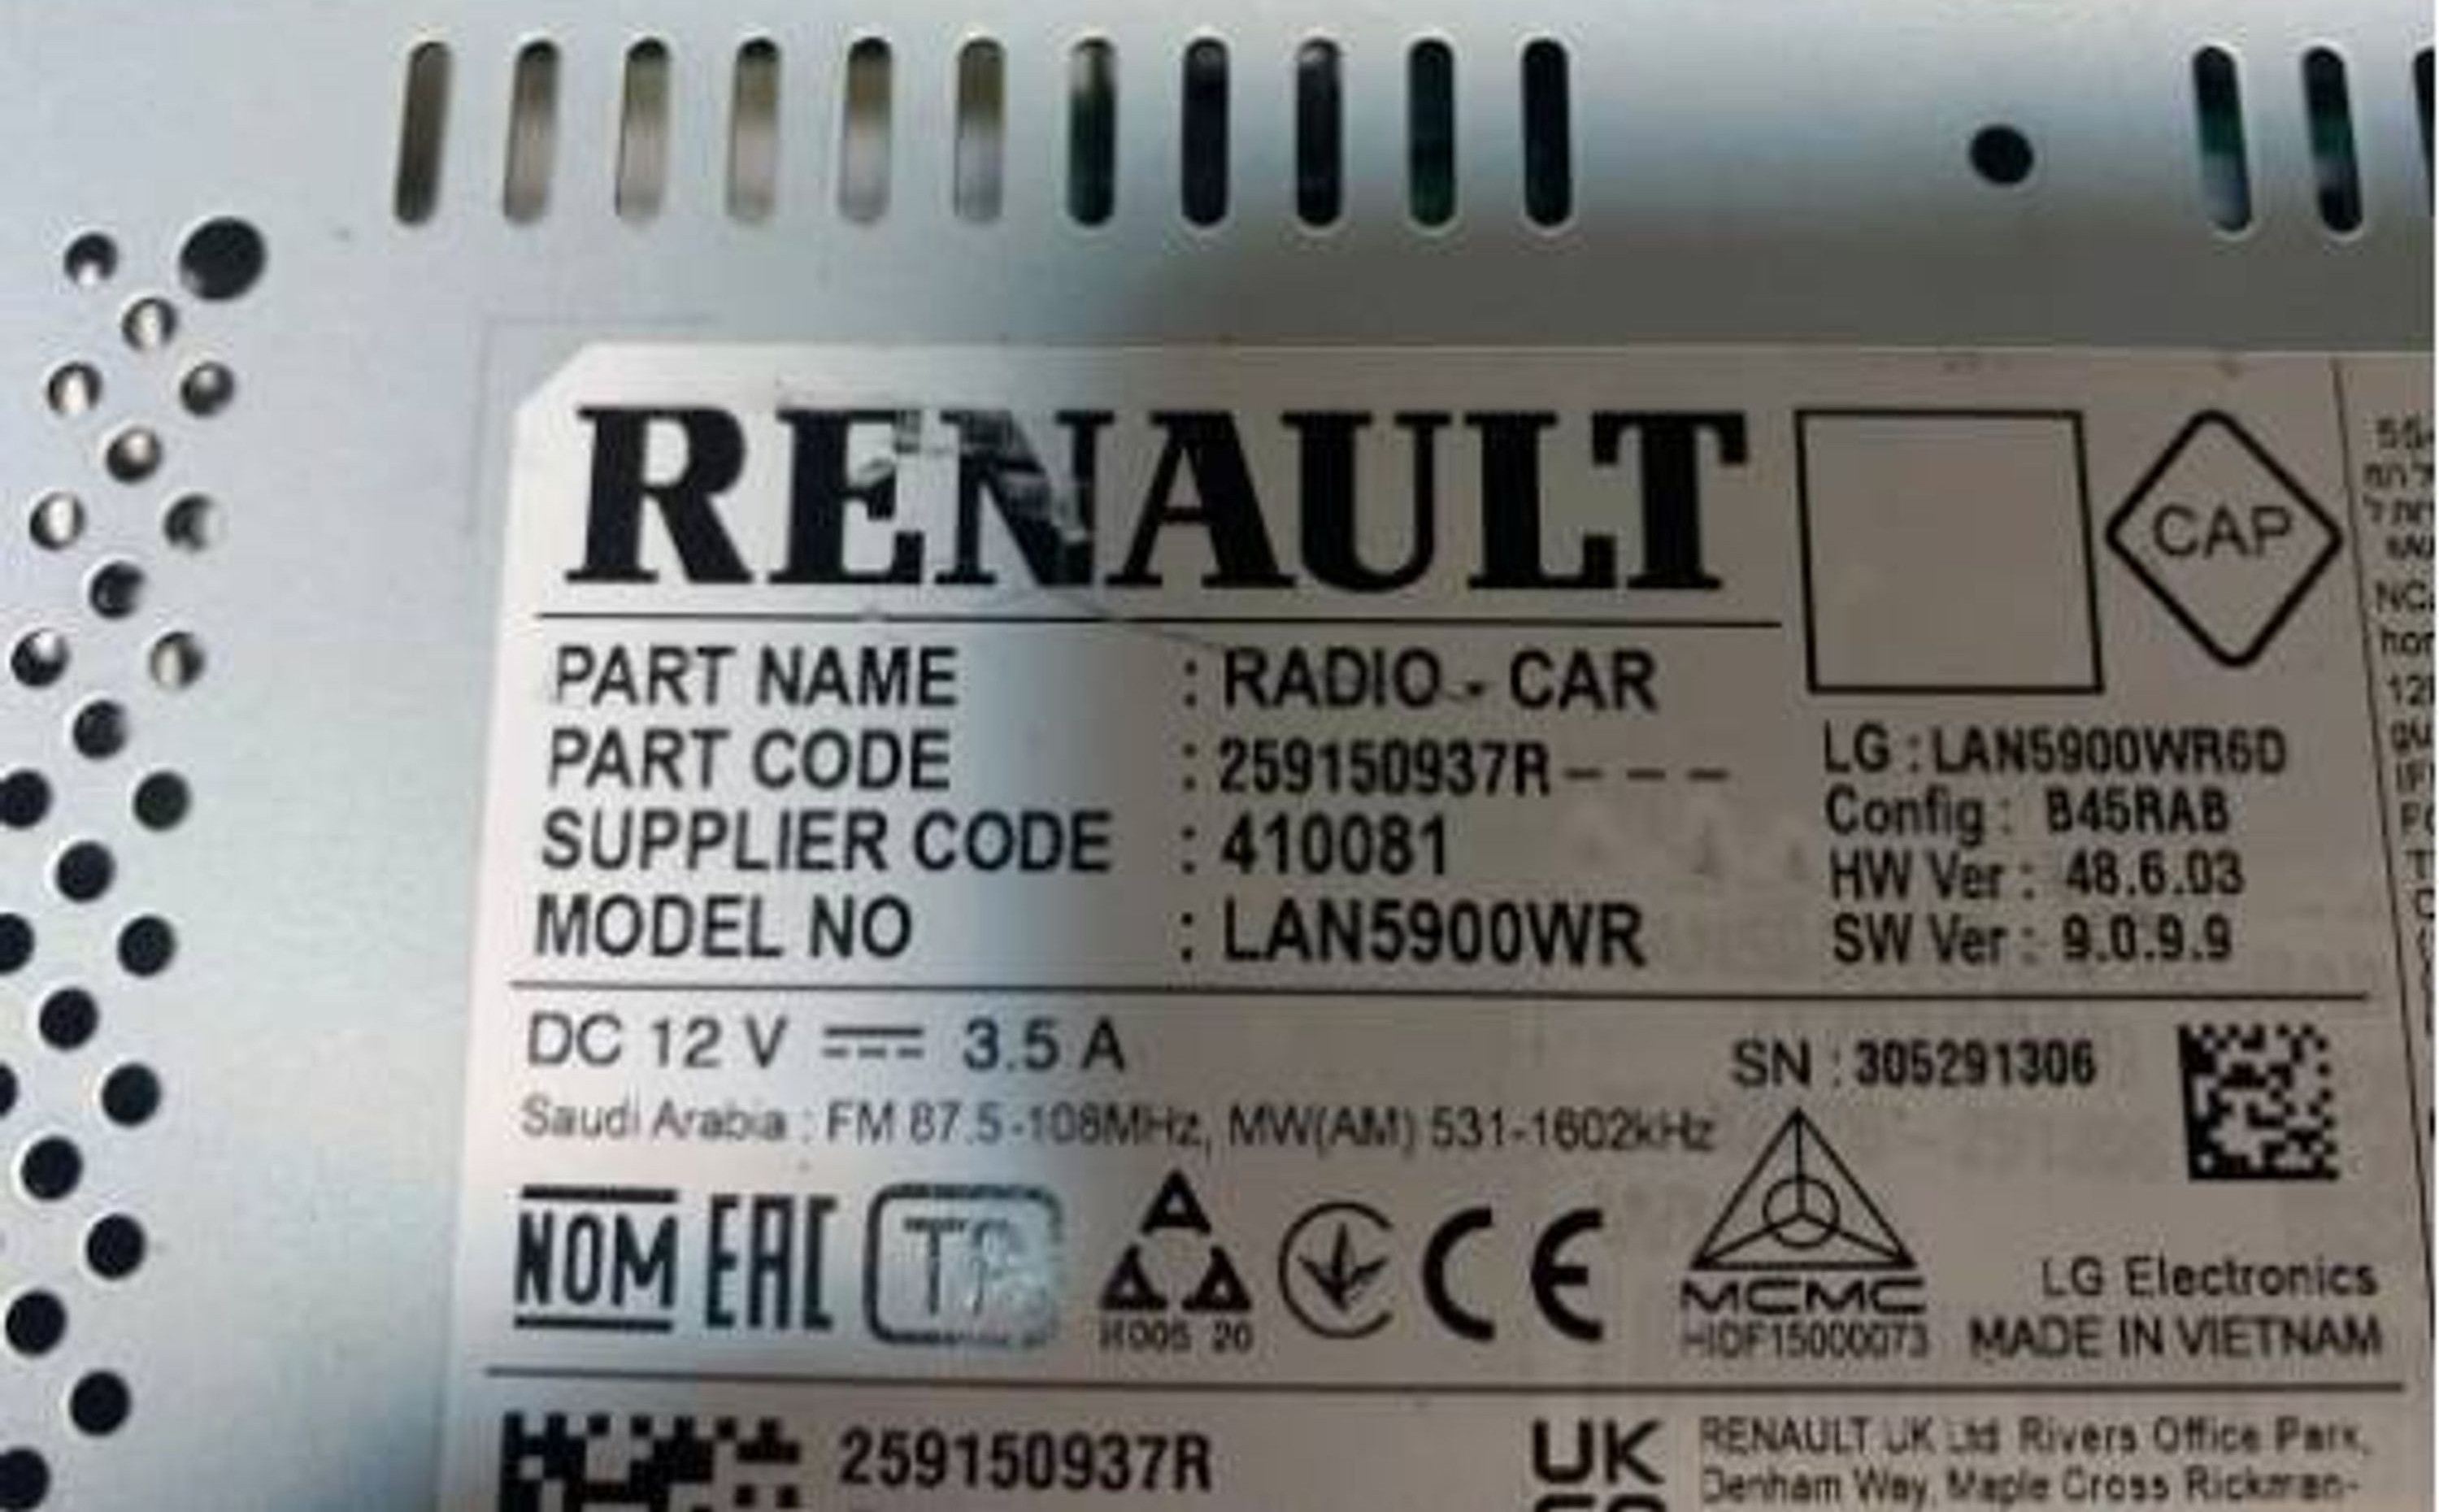 RENAULT
CAP
PART NAME : RADIO - CAR
PART CODE : 259150937R - - -
SUPPLIER CODE : 410081
MODEL NO : LAN5900WR
LG : LAN5900WR6D
Config : B45RAB
HW Ver : 48.6.03
SW Ver : 9.0.9.9
DC 12 V 3.5 A
SN : 305291306
Saudi Arabia : FM 87.5-108MHz, MW(AM) 531-1602kHz
NOM EAC
H005 20
CE
MCMC
HIDF15000073
LG Electronics
MADE IN VIETNAM
259150937R
UK
RENAULT UK Ltd Rivers Office Park,
Denham Way, Maple Cross Rickman-